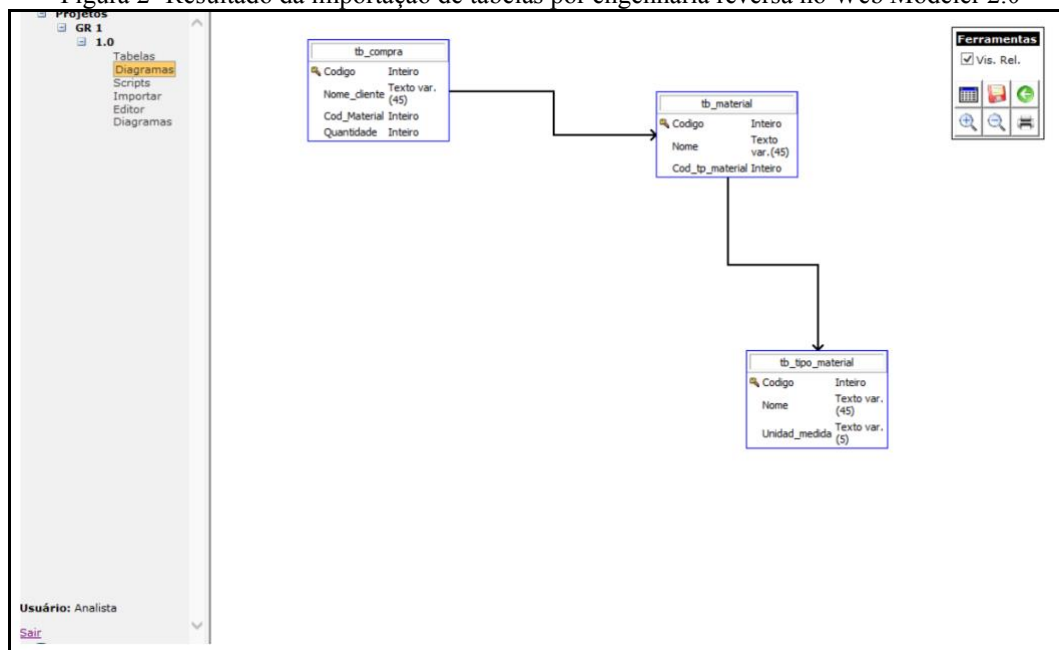 Figura 2- Resultado da importação de tabelas por engenharia reversa no Web Modeler 2.0
Projetos
GR 1
1.0
Tabelas
Diagramas
Scripts
Importar
Editor
Diagramas
Usuário: Analista
Sair
tb_compra
Codigo Inteiro
Nome_cliente Texto var.
(45)
Cod_Material Inteiro
Quantidade Inteiro
tb_material
Codigo Inteiro
Nome Texto
var.(45)
Cod_tp_material Inteiro
tb_tipo_material
Codigo Inteiro
Nome Texto var.
(45)
Unidad_medida Texto var.
(5)
Ferramentas
Vis. Rel.